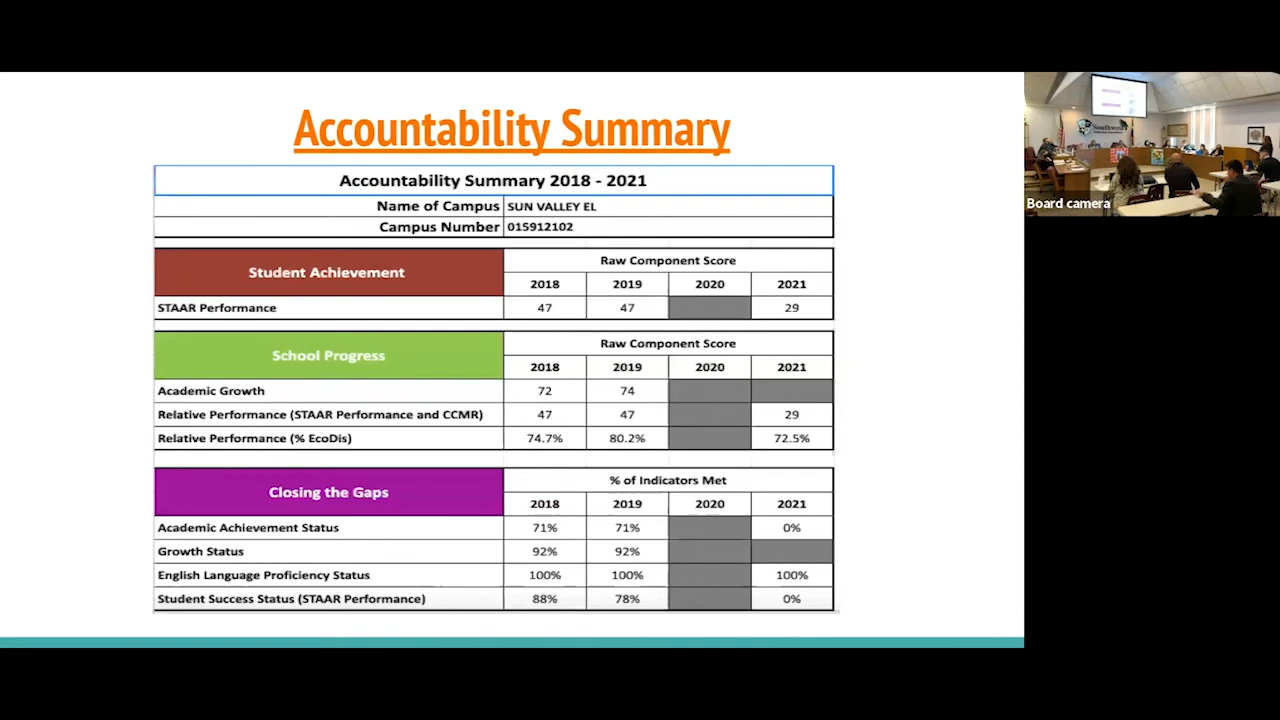 Accountability Summary
Accountability Summary 2018 - 2021
Name of Campus SUN VALLEY EL
Campus Number 015912102
Student Achievement Raw Component Score
2018 2019 2020 2021
STAAR Performance 47 47 29
School Progress Raw Component Score
2018 2019 2020 2021
Academic Growth 72 74
Relative Performance (STAAR Performance and CCMR) 47 47 29
Relative Performance (% EcoDis) 74.7% 80.2% 72.5%
Closing the Gaps % of Indicators Met
2018 2019 2020 2021
Academic Achievement Status 71% 71% 0%
Growth Status 92% 92%
English Language Proficiency Status 100% 100% 100%
Student Success Status (STAAR Performance) 88% 78% 0%
Board camera